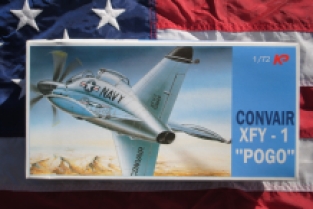 1/72 KP
CONVAIR
XFY - 1
"POGO"
NAVY